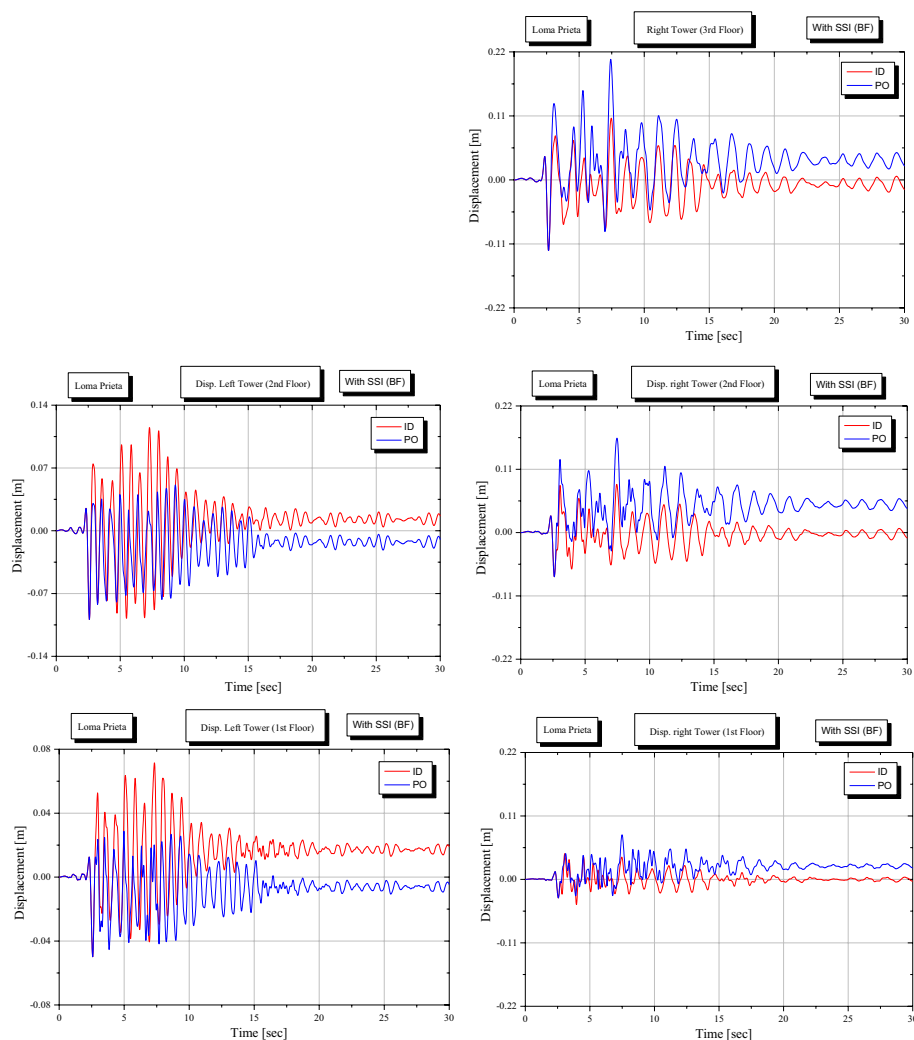 Loma Prieta
Right Tower (3rd Floor)
With SSI (BF)
0.22
0.11
0.00
-0.11
-0.22
Displacement [m]
ID
PO
0 5 10 15 20 25 30
Time [sec]
Loma Prieta
Disp. Left Tower (2nd Floor)
With SSI (BF)
0.14
0.07
0.00
-0.07
-0.14
Displacement [m]
ID
PO
0 5 10 15 20 25 30
Time [sec]
Loma Prieta
Disp. right Tower (2nd Floor)
With SSI (BF)
0.22
0.11
0.00
-0.11
-0.22
Displacement [m]
ID
PO
0 5 10 15 20 25 30
Time [sec]
Loma Prieta
Disp. Left Tower (1st Floor)
With SSI (BF)
0.08
0.04
0.00
-0.04
-0.08
Displacement [m]
ID
PO
0 5 10 15 20 25 30
Time [sec]
Loma Prieta
Disp. right Tower (1st Floor)
With SSI (BF)
0.22
0.11
0.00
-0.11
-0.22
Displacement [m]
ID
PO
0 5 10 15 20 25 30
Time [sec]